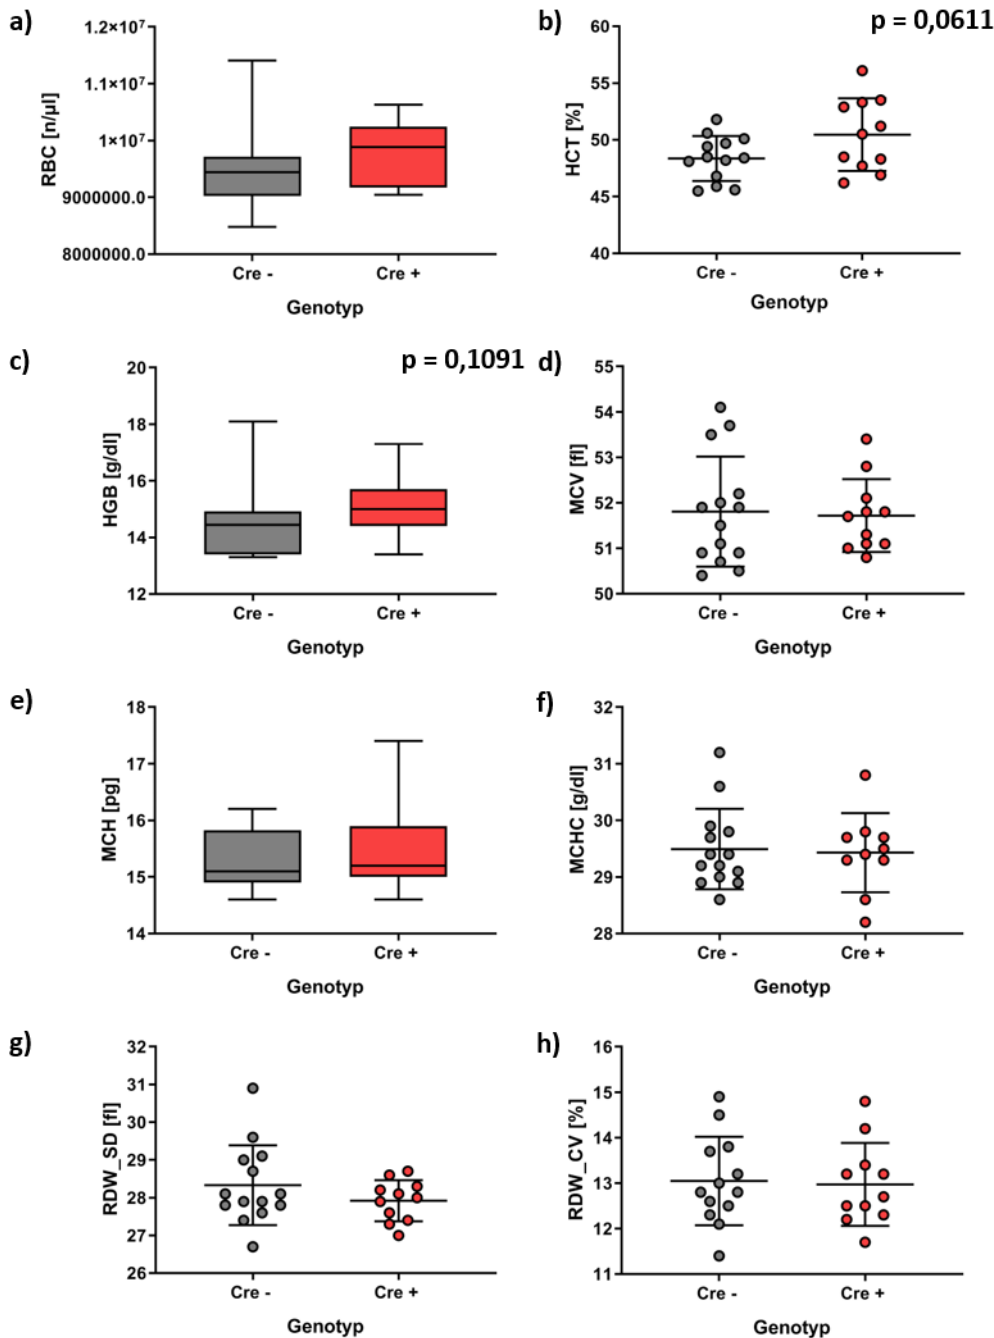 a)
1.2×10⁷
1.1×10⁷
1×10⁷
9000000.0
8000000.0
RBC [n/µl]
Cre -
Cre +
Genotyp
b)
p = 0,0611
60
55
50
45
40
HCT [%]
Cre -
Cre +
Genotyp
c)
p = 0,1091
20
18
16
14
12
HGB [g/dl]
Cre -
Cre +
Genotyp
d)
55
54
53
52
51
50
MCV [fl]
Cre -
Cre +
Genotyp
e)
18
17
16
15
14
MCH [pg]
Cre -
Cre +
Genotyp
f)
32
31
30
29
28
MCHC [g/dl]
Cre -
Cre +
Genotyp
g)
32
31
30
29
28
27
26
RDW_SD [fl]
Cre -
Cre +
Genotyp
h)
16
15
14
13
12
11
RDW_CV [%]
Cre -
Cre +
Genotyp